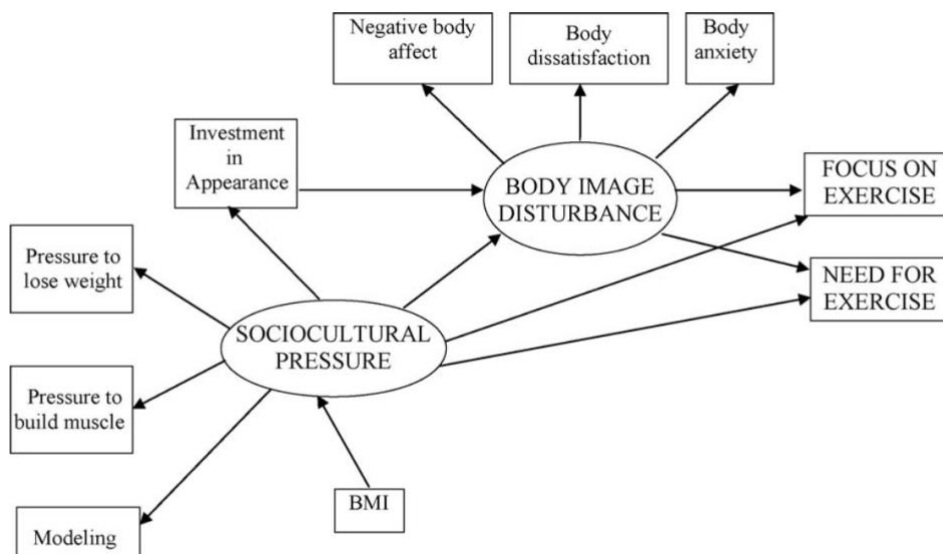 Negative body
affect
Body
dissatisfaction
Body
anxiety
Investment
in
Appearance
BODY IMAGE
DISTURBANCE
FOCUS ON
EXERCISE
Pressure to
lose weight
NEED FOR
EXERCISE
SOCIOCULTURAL
PRESSURE
Pressure to
build muscle
BMI
Modeling